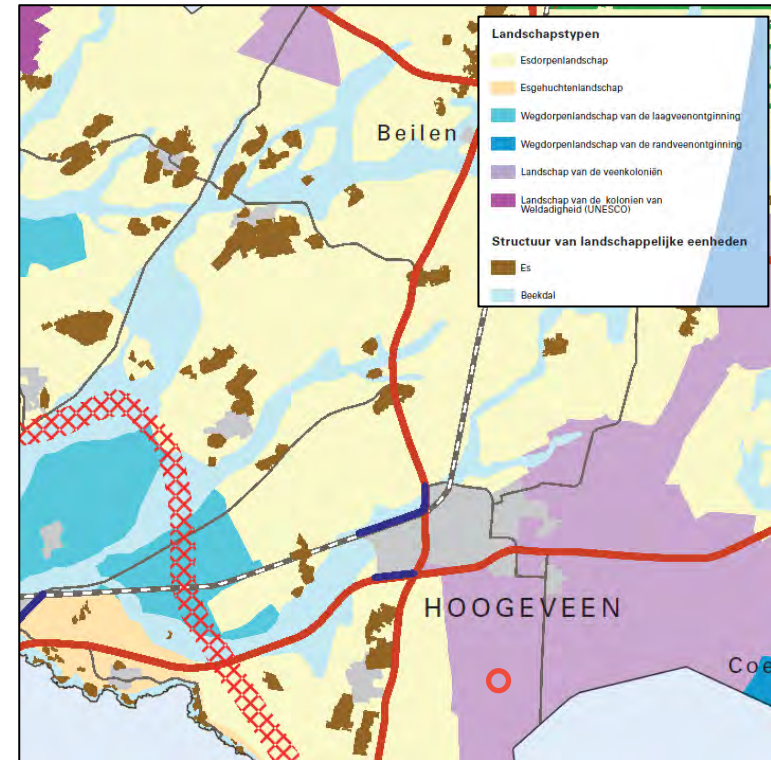 Landschapstypen
Esdorpenlandschap
Esgehuchtenlandschap
Wegdorpenlandschap van de laagveenontginning
Wegdorpenlandschap van de randveenontginning
Landschap van de veenkoloniën
Landschap van de kolonien van
Weldadigheid (UNESCO)
Structuur van landschappelijke eenheden
Es
Beekdal
Beilen
HOOGEVEEN
Coe